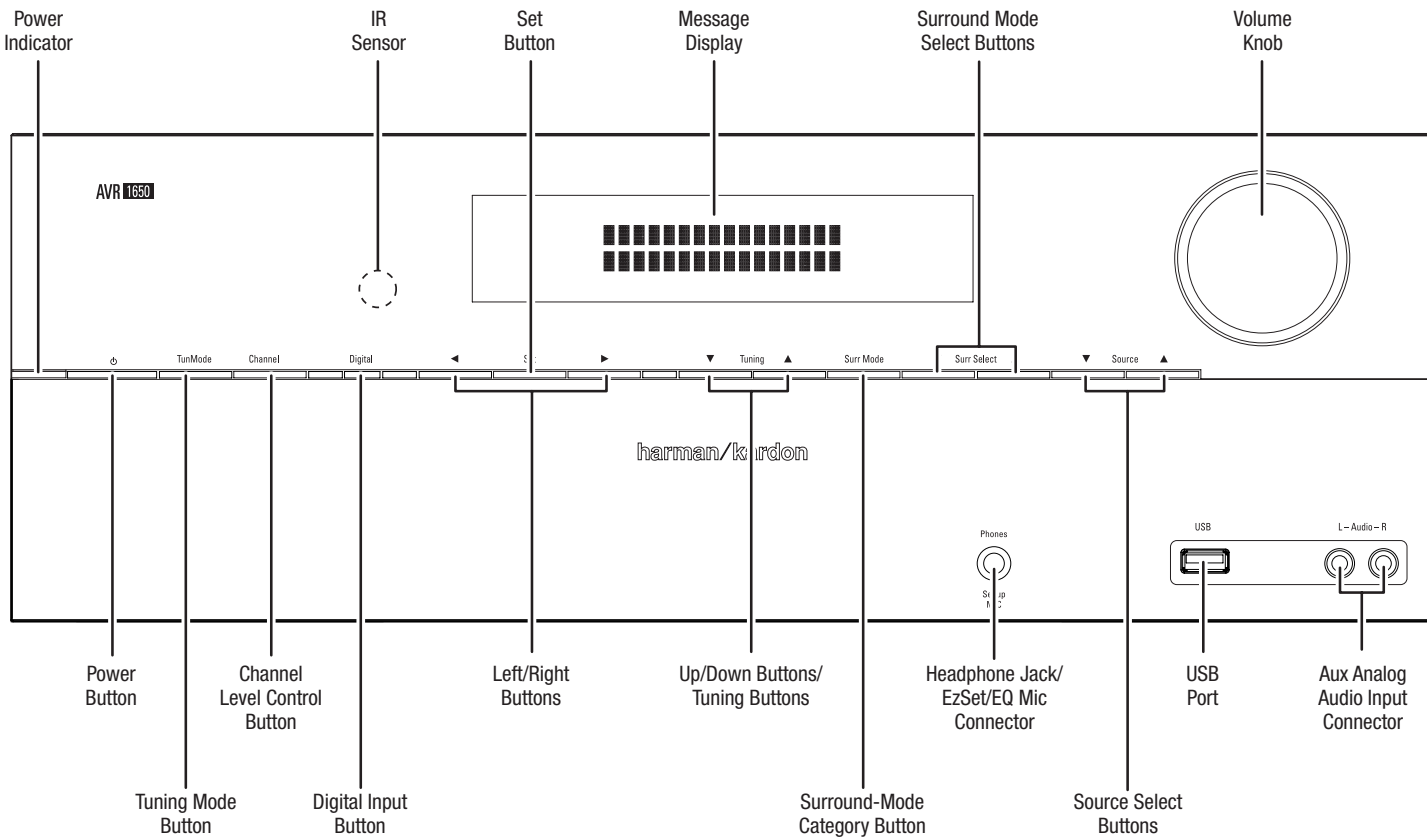 Power
Indicator
IR
Sensor
Set
Button
Message
Display
Surround Mode
Select Buttons
Volume
Knob
AVR 1650
TunMode
Channel
Digital
Tuning
Surr Mode
Surr Select
Source
harman/kardon
Phones
Setup
MIC
USB
L – Audio – R
Power
Button
Channel
Level Control
Button
Left/Right
Buttons
Up/Down Buttons/
Tuning Buttons
Headphone Jack/
EzSet/EQ Mic
Connector
USB
Port
Aux Analog
Audio Input
Connector
Tuning Mode
Button
Digital Input
Button
Surround-Mode
Category Button
Source Select
Buttons